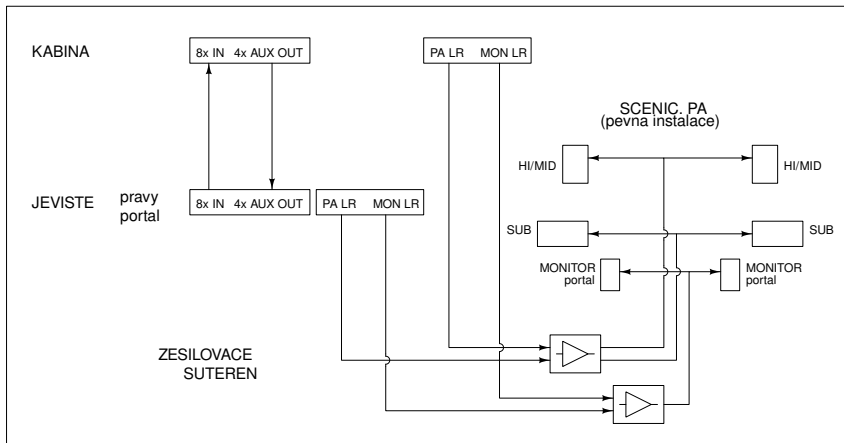 KABINA
8x IN 4x AUX OUT
PA LR MON LR
SCENIC. PA
(pevna instalace)
HI/MID
HI/MID
JEVISTE pravy
portal
8x IN 4x AUX OUT
PA LR MON LR
SUB
SUB
MONITOR
portal
MONITOR
portal
ZESILOVACE
SUTEREN